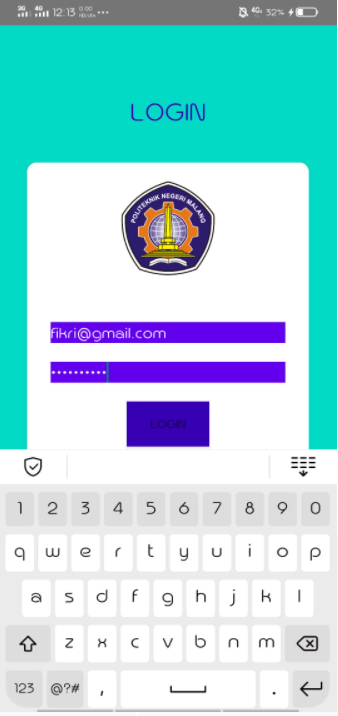 3G 4G 12:13 0.00 KB/s ••• 4G 32%
LOGIN
POLITEKNIK NEGERI MALANG
fikri@gmail.com
••••••••••
LOGIN
1 2 3 4 5 6 7 8 9 0
q w e r t y u i o p
a s d f g h j k l
z x c v b n m
123 @?# , .